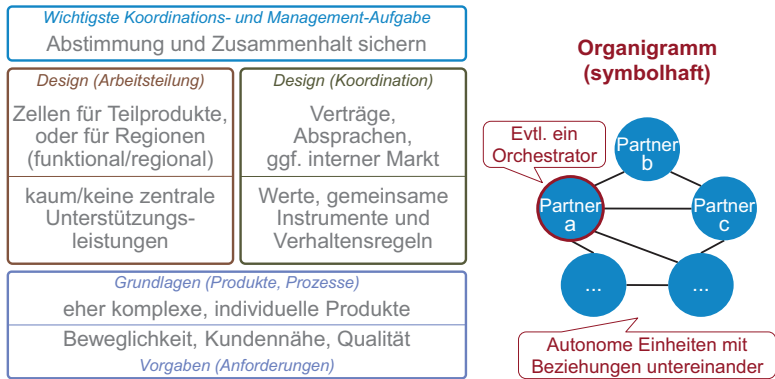 Wichtigste Koordinations- und Management-Aufgabe
Abstimmung und Zusammenhalt sichern
Design (Arbeitsteilung)
Zellen für Teilprodukte,
oder für Regionen
(funktional/regional)
kaum/keine zentrale
Unterstützungs-
leistungen
Design (Koordination)
Verträge,
Absprachen,
ggf. interner Markt
Werte, gemeinsame
Instrumente und
Verhaltensregeln
Grundlagen (Produkte, Prozesse)
eher komplexe, individuelle Produkte
Beweglichkeit, Kundennähe, Qualität
Vorgaben (Anforderungen)
Organigramm
(symbolhaft)
Evtl. ein
Orchestrator
Partner
b
Partner
a
Partner
c
...
...
Autonome Einheiten mit
Beziehungen untereinander